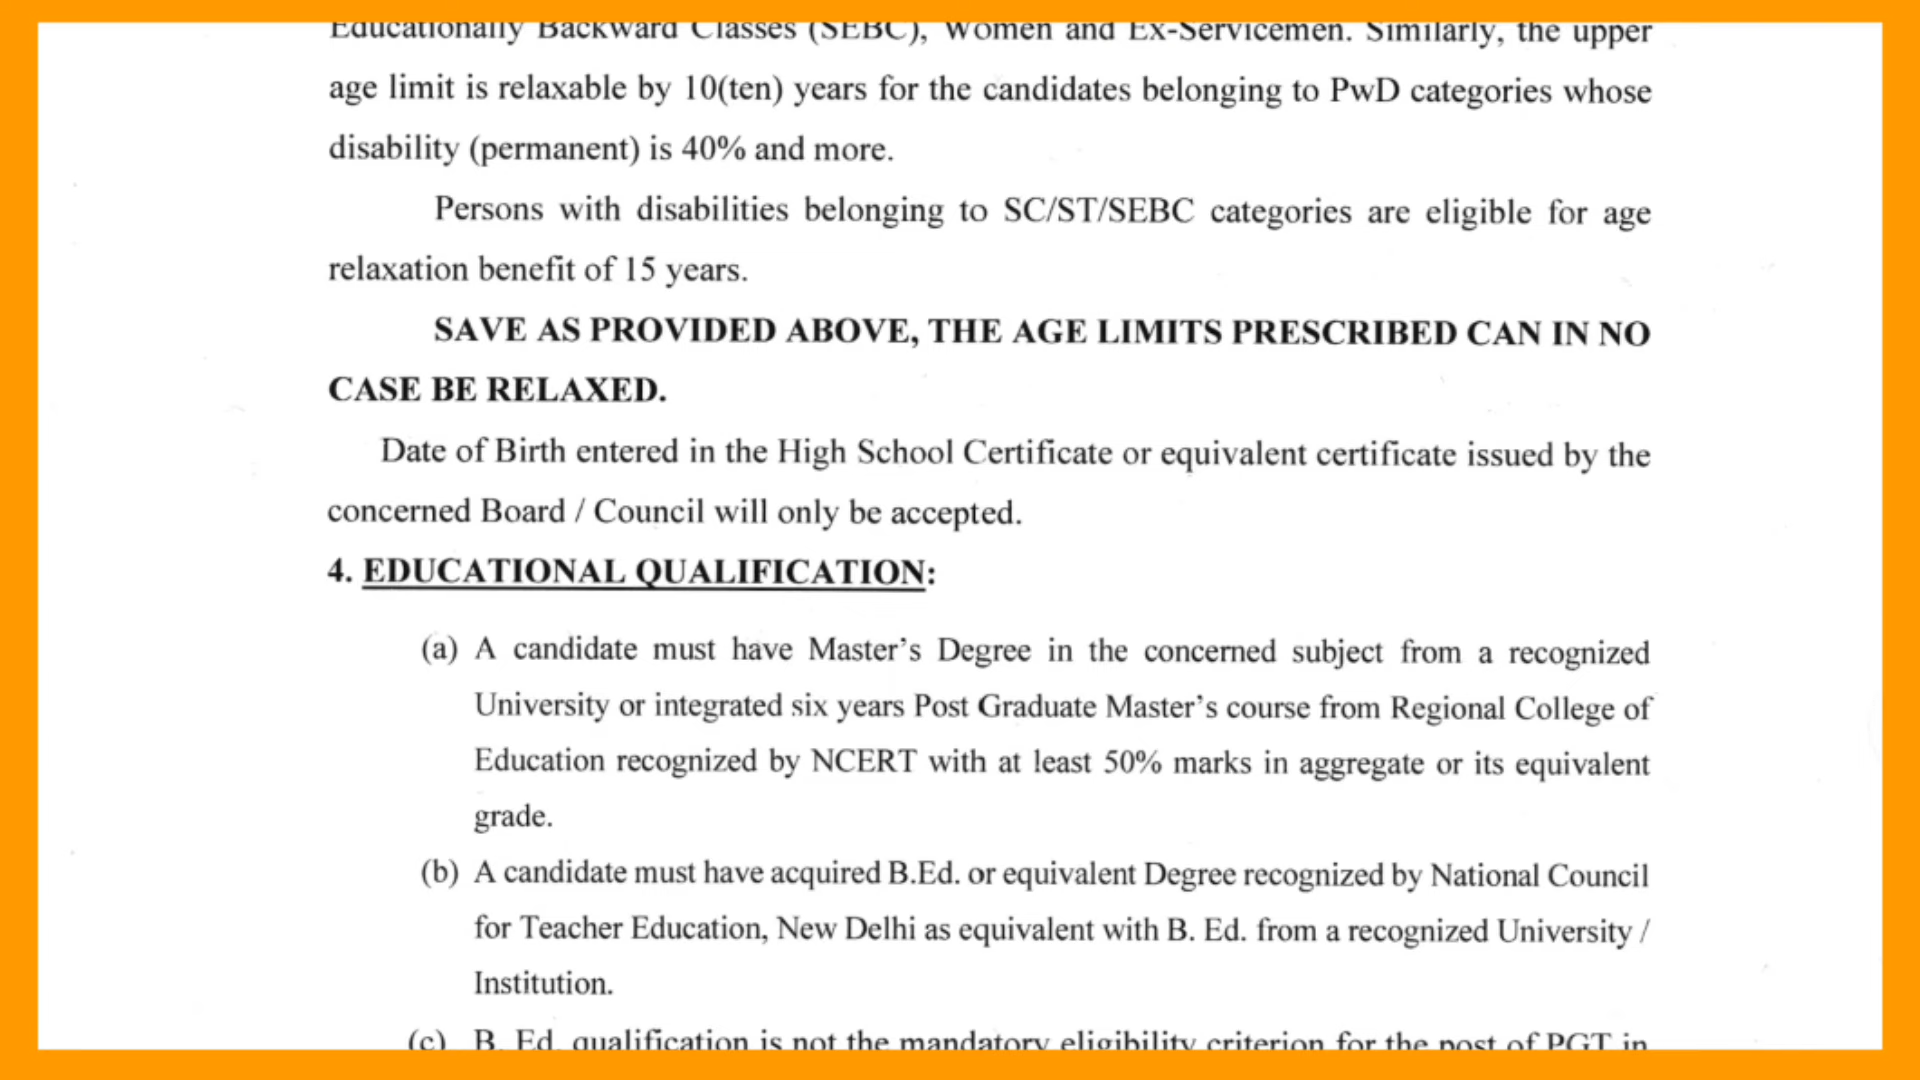 Educationally Backward Classes (SEBC), Women and Ex-Servicemen. Similarly, the upper
age limit is relaxable by 10(ten) years for the candidates belonging to PwD categories whose
disability (permanent) is 40% and more.
Persons with disabilities belonging to SC/ST/SEBC categories are eligible for age
relaxation benefit of 15 years.
SAVE AS PROVIDED ABOVE, THE AGE LIMITS PRESCRIBED CAN IN NO
CASE BE RELAXED.
Date of Birth entered in the High School Certificate or equivalent certificate issued by the
concerned Board / Council will only be accepted.
4. EDUCATIONAL QUALIFICATION:
(a) A candidate must have Master’s Degree in the concerned subject from a recognized
University or integrated six years Post Graduate Master’s course from Regional College of
Education recognized by NCERT with at least 50% marks in aggregate or its equivalent
grade.
(b) A candidate must have acquired B.Ed. or equivalent Degree recognized by National Council
for Teacher Education, New Delhi as equivalent with B. Ed. from a recognized University /
Institution.
(c) B. Ed. qualification is not the mandatory eligibility criterion for the post of PGT in